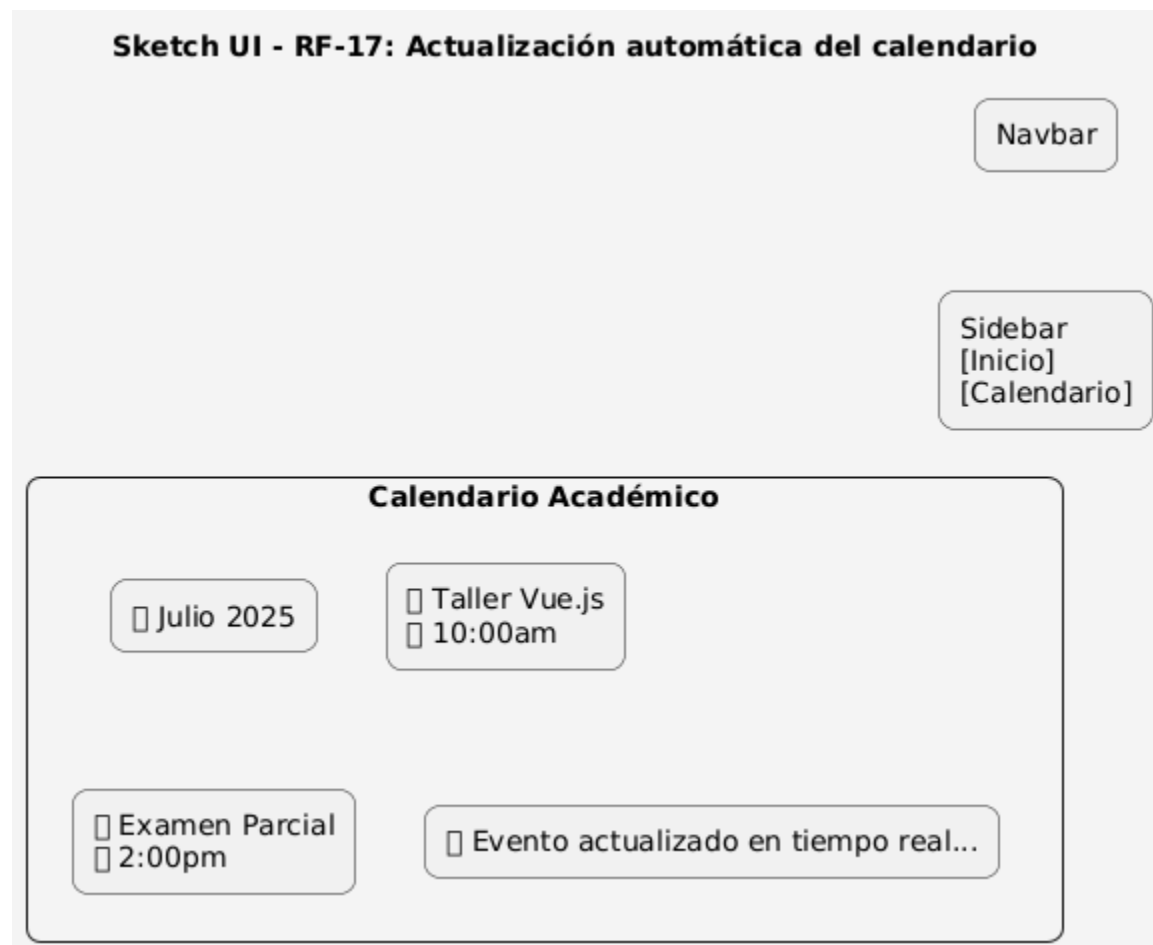 Sketch UI - RF-17: Actualización automática del calendario
Navbar
Sidebar
[Inicio]
[Calendario]
Calendario Académico
▯ Julio 2025
▯ Taller Vue.js
▯ 10:00am
▯ Examen Parcial
▯ 2:00pm
▯ Evento actualizado en tiempo real...